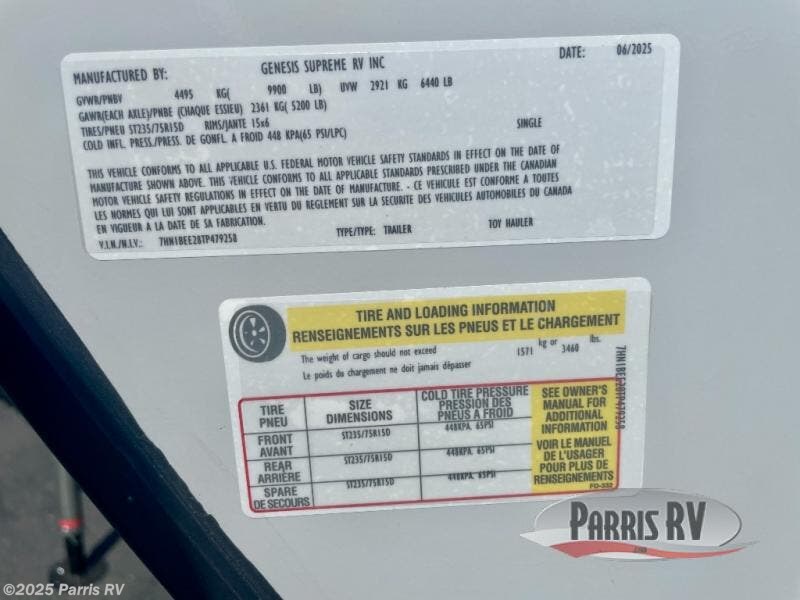 MANUFACTURED BY: GENESIS SUPREME RV INC DATE: 06/2025
GVWR/PNBV 4495 KG( 9900 LB) UVW 2921 KG 6440 LB
GAWR(EACH AXLE)/PNBE (CHAQUE ESSIEU) 2361 KG( 5200 LB)
TIRES/PNEU ST235/75R15D RIMS/JANTE 15x6 SINGLE
COLD INFL. PRESS./PRESS. DE GONFL. A FROID 448 KPA(65 PSI/LPC)
THIS VEHICLE CONFORMS TO ALL APPLICABLE U.S. FEDERAL MOTOR VEHICLE SAFETY STANDARDS IN EFFECT ON THE DATE OF
MANUFACTURE SHOWN ABOVE. THIS VEHICLE CONFORMS TO ALL APPLICABLE STANDARDS PRESCRIBED UNDER THE CANADIAN
MOTOR VEHICLE SAFETY REGULATIONS IN EFFECT ON THE DATE OF MANUFACTURE. - CE VEHICULE EST CONFORME A TOUTES
LES NORMES QUI LUI SONT APPLICABLES EN VERTU DU REGLEMENT SUR LA SECURITE DES VEHICULES AUTOMOBILES DU CANADA
EN VIGUEUR A LA DATE DE SA FABRICATION.
V.I.N./N.I.V.: 7HN1BEE28TP479258 TYPE/TYPE: TRAILER TOY HAULER
TIRE AND LOADING INFORMATION
RENSEIGNEMENTS SUR LES PNEUS ET LE CHARGEMENT
The weight of cargo should not exceed 1571 kg or 3460 lbs.
Le poids du chargement ne doit jamais dépasser
7HN1BEE28TP479258
TIRE
PNEU
SIZE
DIMENSIONS
COLD TIRE PRESSURE
PRESSION DES
PNEUS A FROID
FRONT
AVANT
ST235/75R15D
448KPA, 65PSI
REAR
ARRIÈRE
ST235/75R15D
448KPA, 65PSI
SPARE
DE SECOURS
ST235/75R15D
448KPA, 65PSI
SEE OWNER'S
MANUAL FOR
ADDITIONAL
INFORMATION
VOIR LE MANUEL
DE L'USAGER
POUR PLUS DE
RENSEIGNEMENTS
FO-332
PARRIS RV
©2025 Parris RV